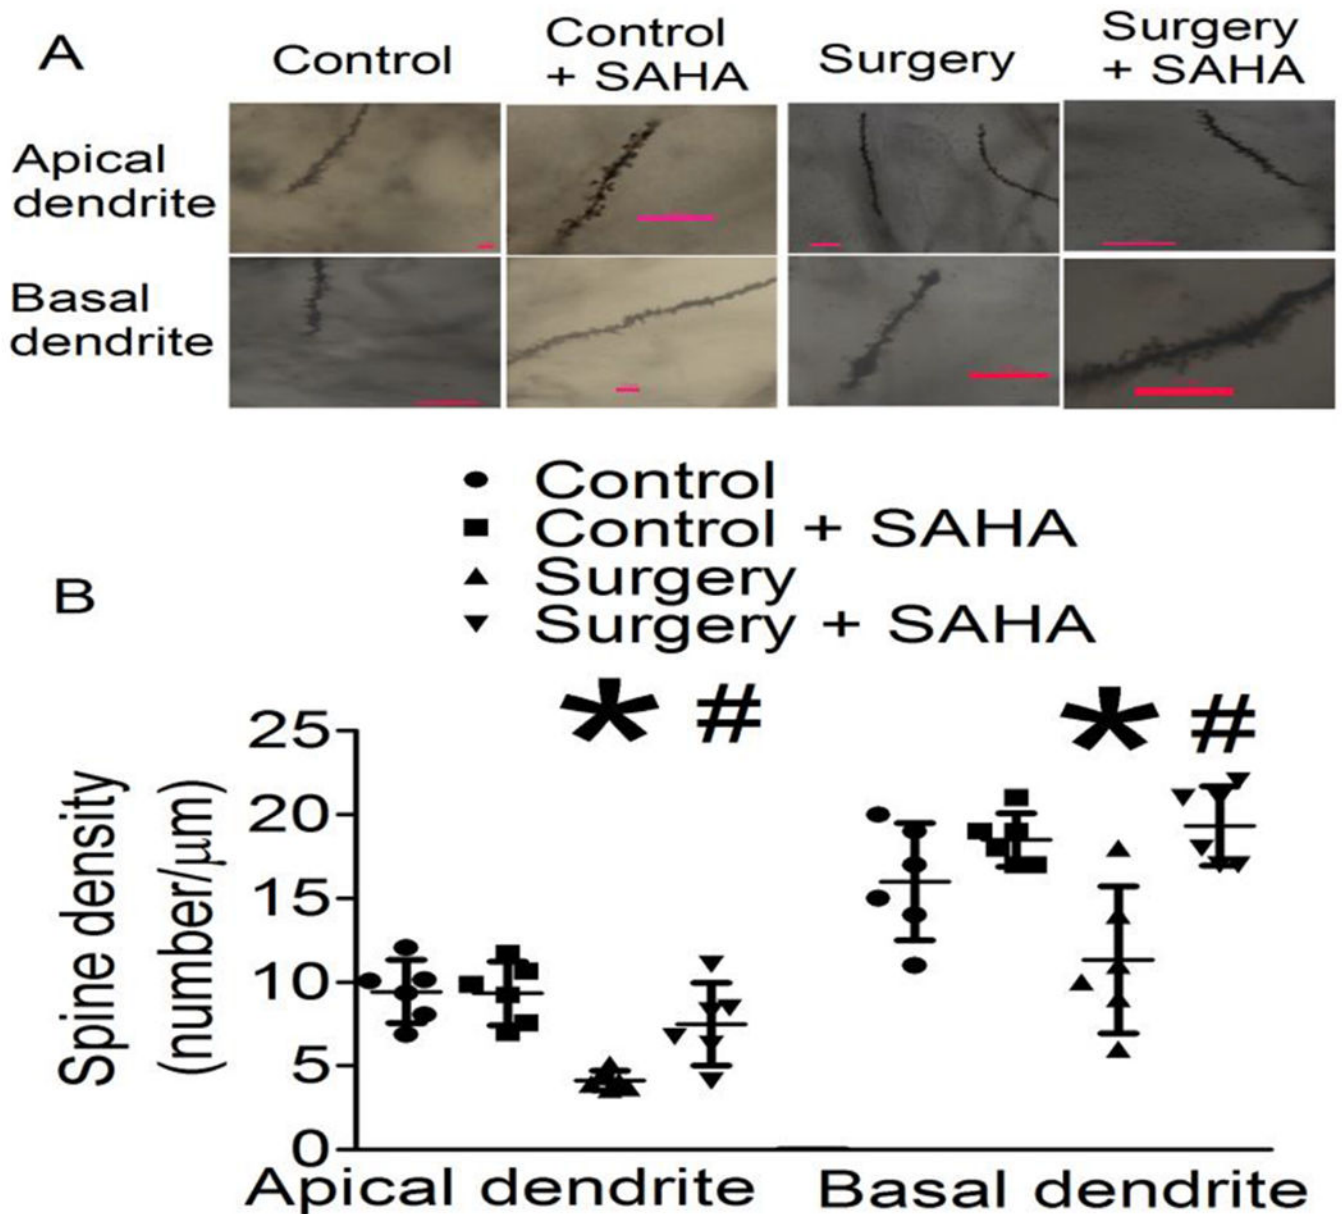 A
Control
Control
+ SAHA
Surgery
Surgery
+ SAHA
Apical
dendrite
Basal
dendrite
Control
Control + SAHA
Surgery
Surgery + SAHA
B
* # * #
25
20
15
10
5
0
Spine density
(number/μm)
Apical dendrite Basal dendrite